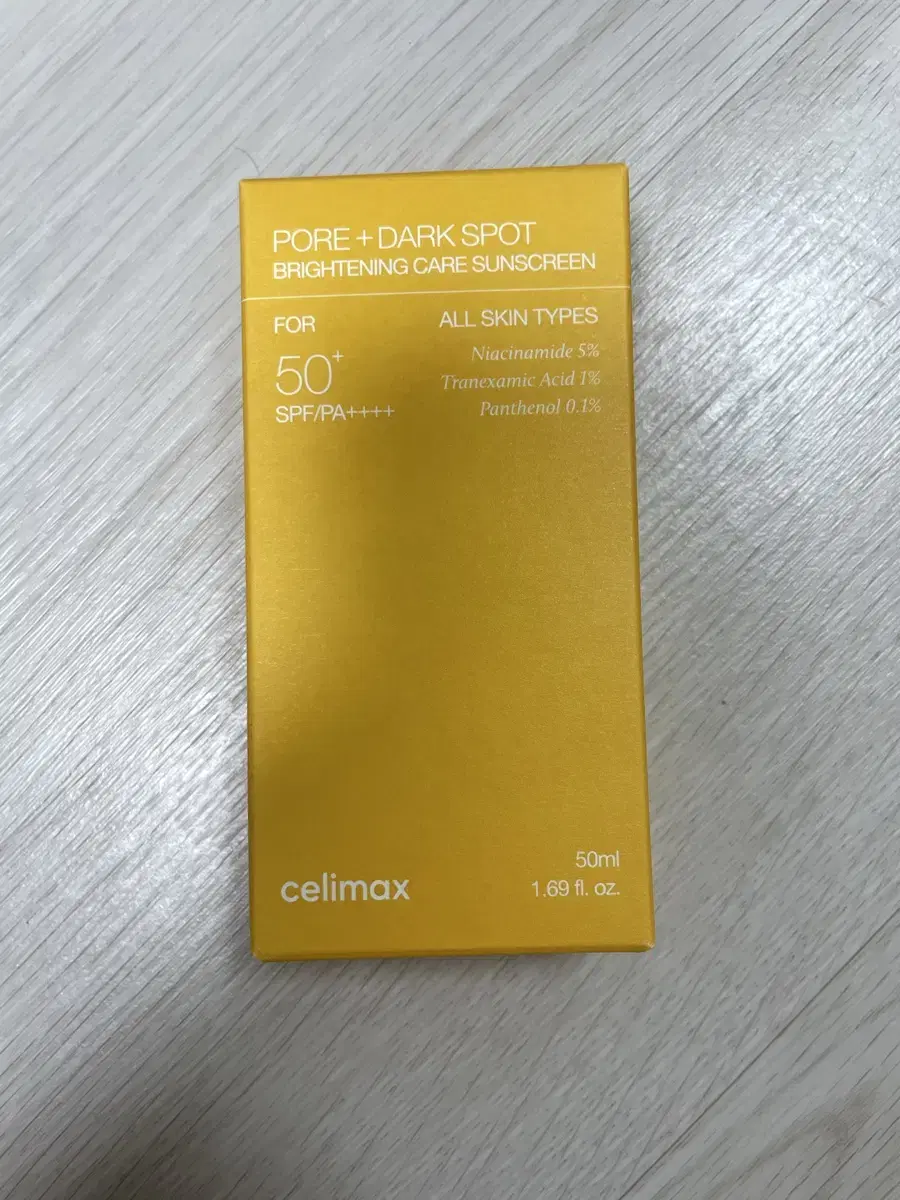 PORE + DARK SPOT
BRIGHTENING CARE SUNSCREEN
FOR
50+
SPF/PA++++
ALL SKIN TYPES
Niacinamide 5%
Tranexamic Acid 1%
Panthenol 0.1%
celimax
50ml
1.69 fl. oz.